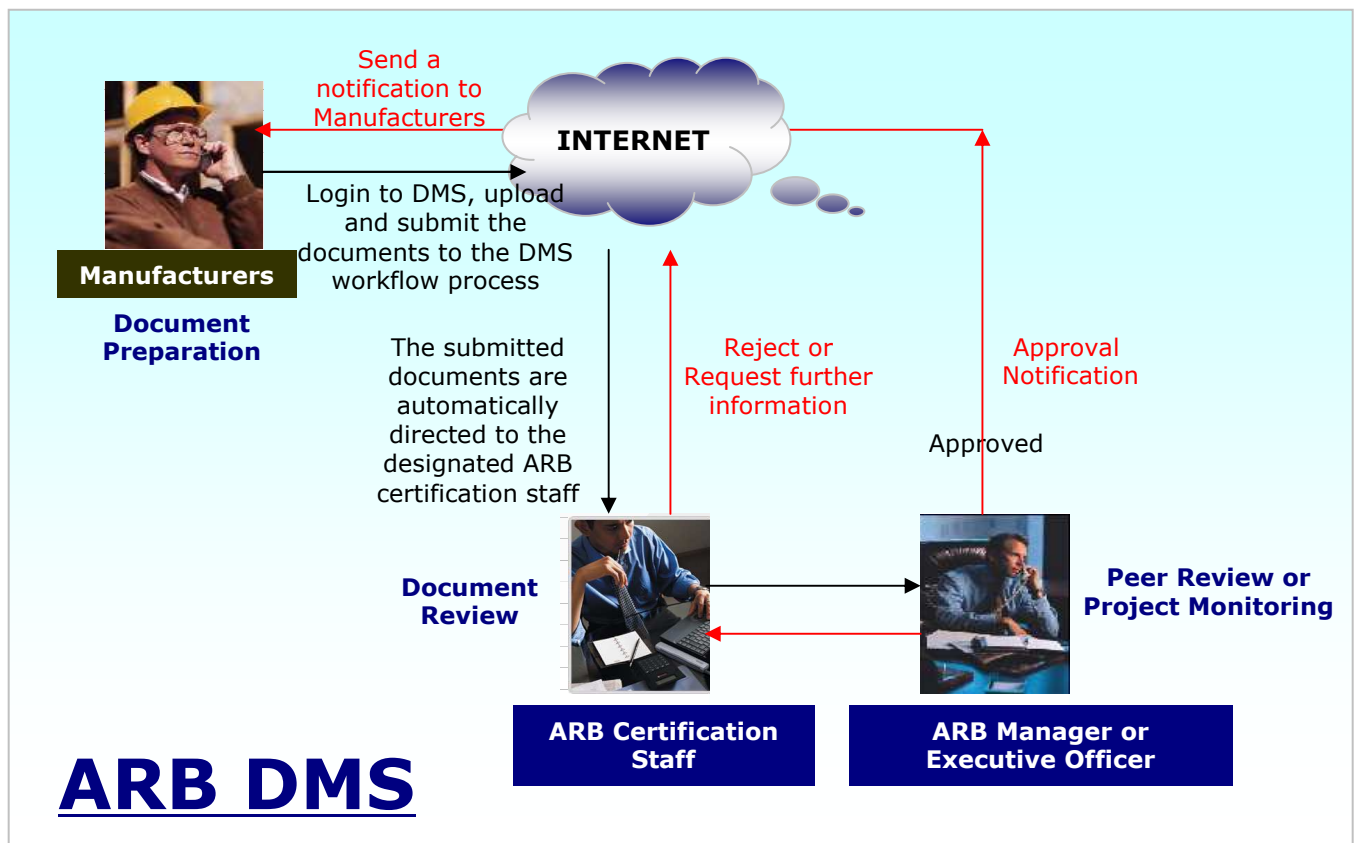 Send a
notification to
Manufacturers
INTERNET
Login to DMS, upload
and submit the
documents to the DMS
workflow process
Manufacturers
Document
Preparation
The submitted
documents are
automatically
directed to the
designated ARB
certification staff
Reject or
Request further
information
Approval
Notification
Approved
Document
Review
Peer Review or
Project Monitoring
ARB Certification
Staff
ARB Manager or
Executive Officer
ARB DMS